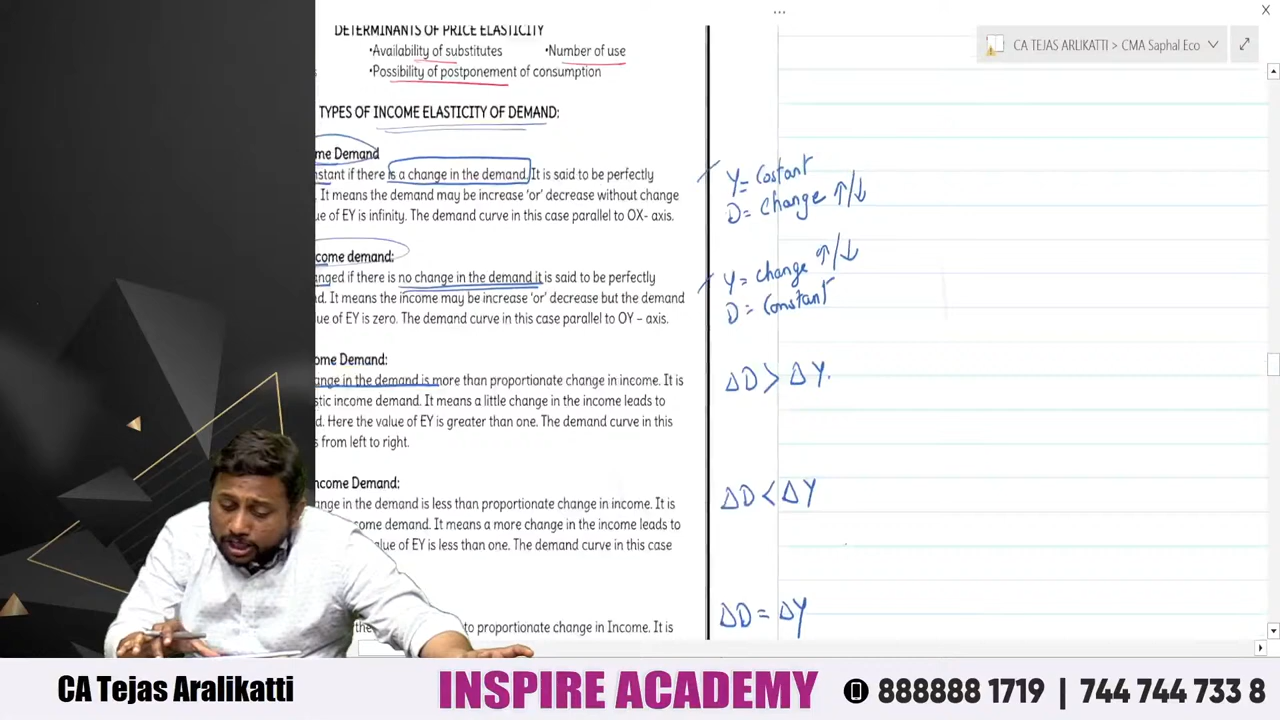 ...
CA TEJAS ARLIKATTI > CMA Saphal Eco
DETERMINANTS OF PRICE ELASTICITY
•Availability of substitutes •Number of use
s •Possibility of postponement of consumption
TYPES OF INCOME ELASTICITY OF DEMAND:
me Demand
nstant if there is a change in the demand. It is said to be perfectly
. It means the demand may be increase ‘or’ decrease without change
ue of EY is infinity. The demand curve in this case parallel to OX- axis.
Y = Costant
D = Change ↑/↓
come demand:
anged if there is no change in the demand it is said to be perfectly
nd. It means the income may be increase ‘or’ decrease but the demand
ue of EY is zero. The demand curve in this case parallel to OY – axis.
Y = change ↑/↓
D = Constant
ome Demand:
ange in the demand is more than proportionate change in income. It is
stic income demand. It means a little change in the income leads to
d. Here the value of EY is greater than one. The demand curve in this
s from left to right.
ΔD > ΔY.
ncome Demand:
nge in the demand is less than proportionate change in income. It is
come demand. It means a more change in the income leads to
alue of EY is less than one. The demand curve in this case
ΔD < ΔY
the to proportionate change in Income. It is
ΔD = ΔY
CA Tejas Aralikatti INSPIRE ACADEMY 888888 1719 | 744 744 733 8